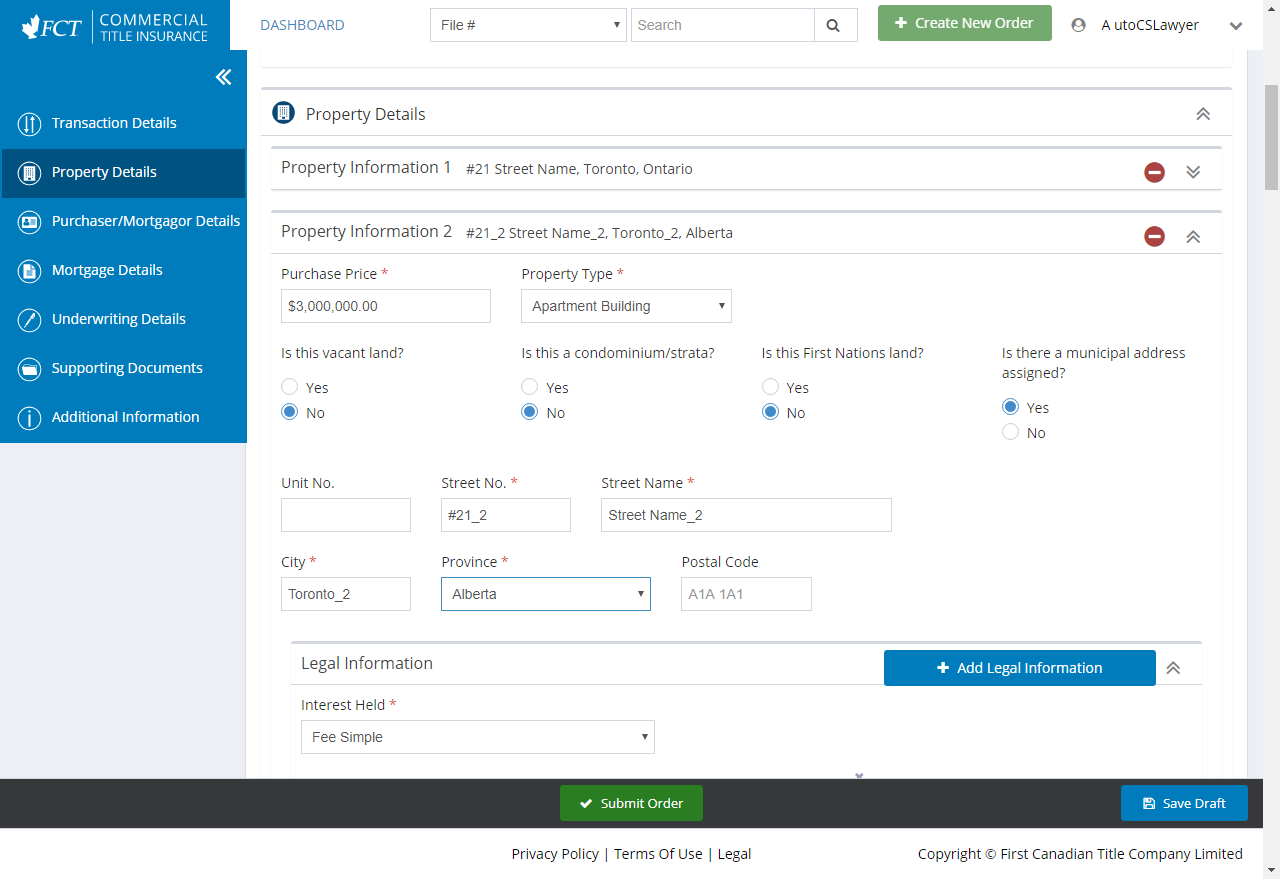 FCT COMMERCIAL TITLE INSURANCE
DASHBOARD
File #
Search
Create New Order
A utoCSLawyer
Transaction Details
Property Details
Purchaser/Mortgagor Details
Mortgage Details
Underwriting Details
Supporting Documents
Additional Information
Property Details
Property Information 1 #21 Street Name, Toronto, Ontario
Property Information 2 #21_2 Street Name_2, Toronto_2, Alberta
Purchase Price * Property Type *
$3,000,000.00 Apartment Building
Is this vacant land?
Yes
No
Is this a condominium/strata?
Yes
No
Is this First Nations land?
Yes
No
Is there a municipal address
assigned?
Yes
No
Unit No. Street No. * Street Name *
#21_2 Street Name_2
City * Province * Postal Code
Toronto_2 Alberta A1A 1A1
Legal Information
Add Legal Information
Interest Held *
Fee Simple
Submit Order
Save Draft
Privacy Policy | Terms Of Use | Legal
Copyright © First Canadian Title Company Limited